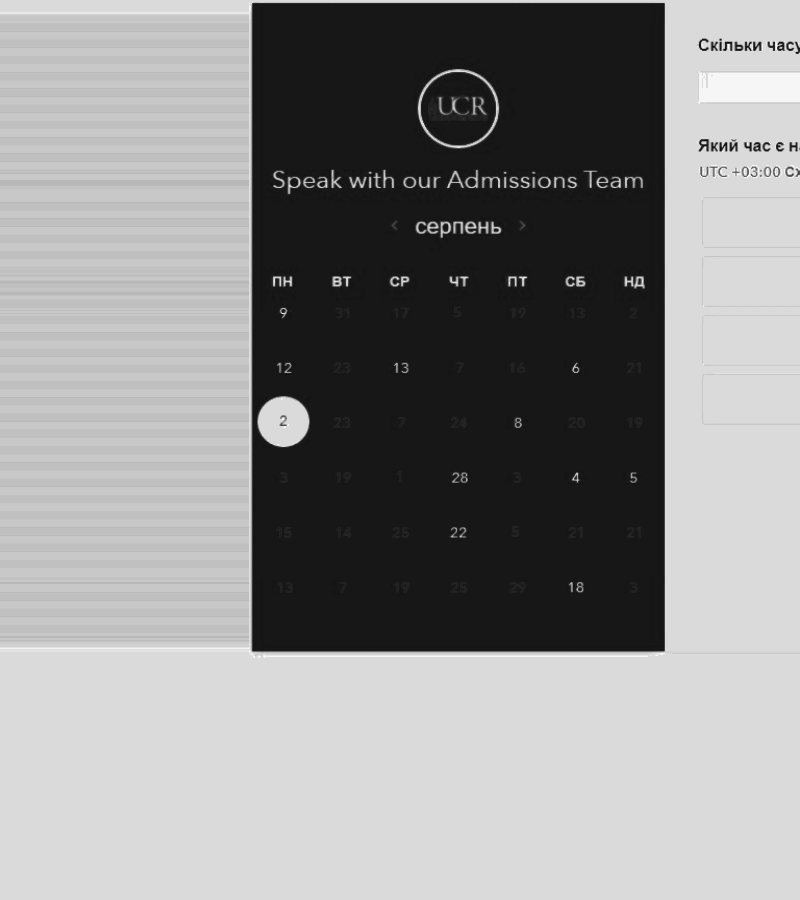 UCR
Speak with our Admissions Team
‹ серпень ›
ПН ВТ СР ЧТ ПТ СБ НД
9 31 17 5 19 13 2
12 23 13 7 16 6 21
2 23 7 24 8 20 19
3 19 1 28 3 4 5
15 14 25 22 5 21 21
13 7 19 25 29 18 3
Скільки часу
Який час є н
UTC +03:00 Сх